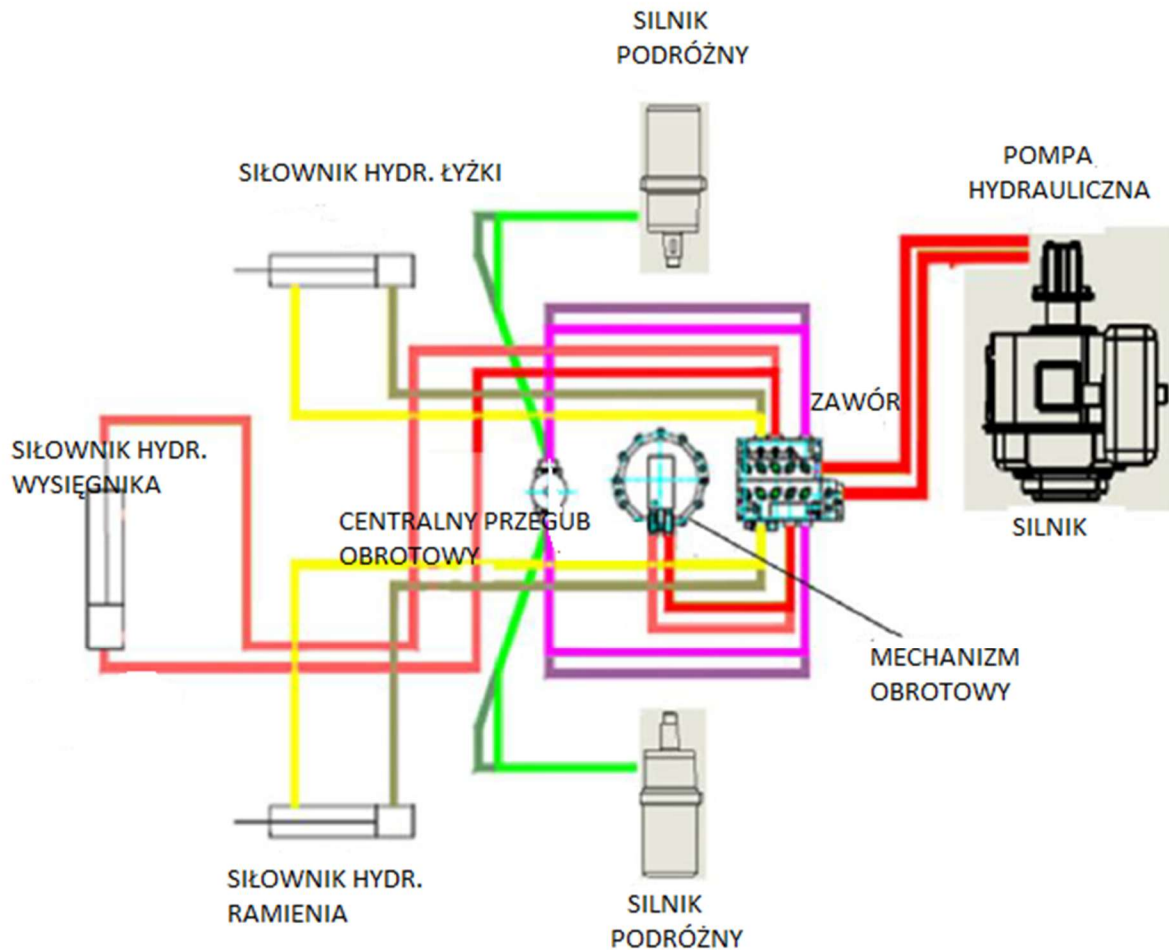 SILNIK
PODRÓŻNY
SIŁOWNIK HYDR. ŁYŻKI
POMPA
HYDRAULICZNA
ZAWÓR
SIŁOWNIK HYDR.
WYSIĘGNIKA
CENTRALNY PRZEGUB
OBROTOWY
SILNIK
MECHANIZM
OBROTOWY
SIŁOWNIK HYDR.
RAMIENIA
SILNIK
PODRÓŻNY